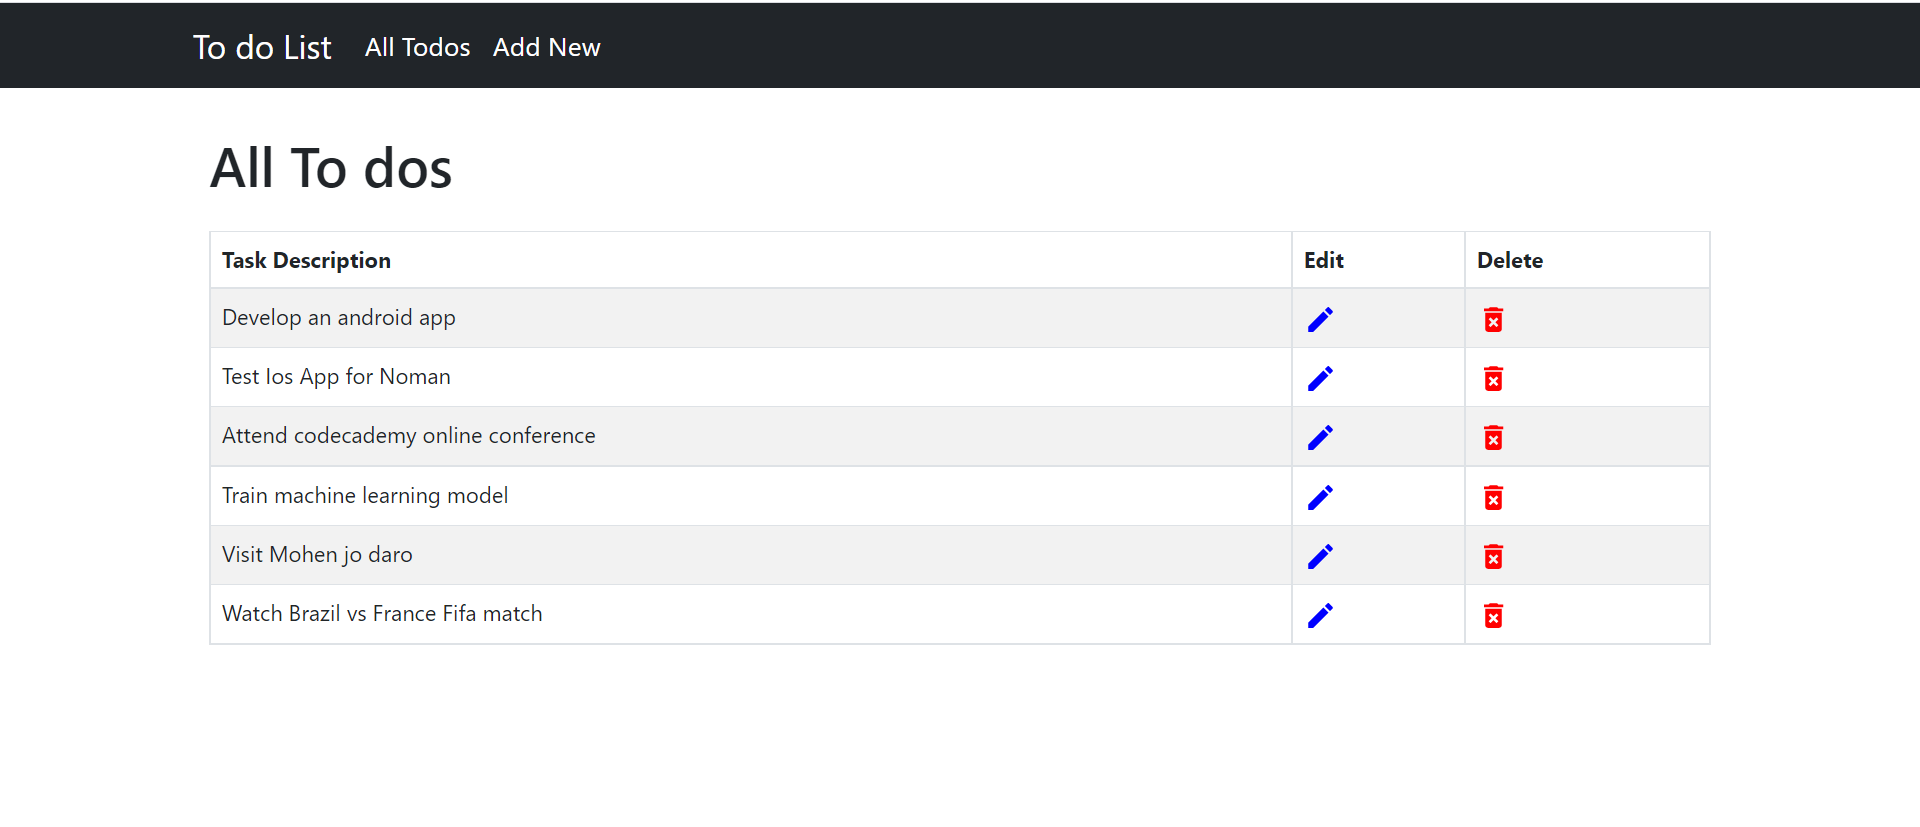 To do List All Todos Add New
All To dos
Task Description Edit Delete
Develop an android app
Test Ios App for Noman
Attend codecademy online conference
Train machine learning model
Visit Mohen jo daro
Watch Brazil vs France Fifa match